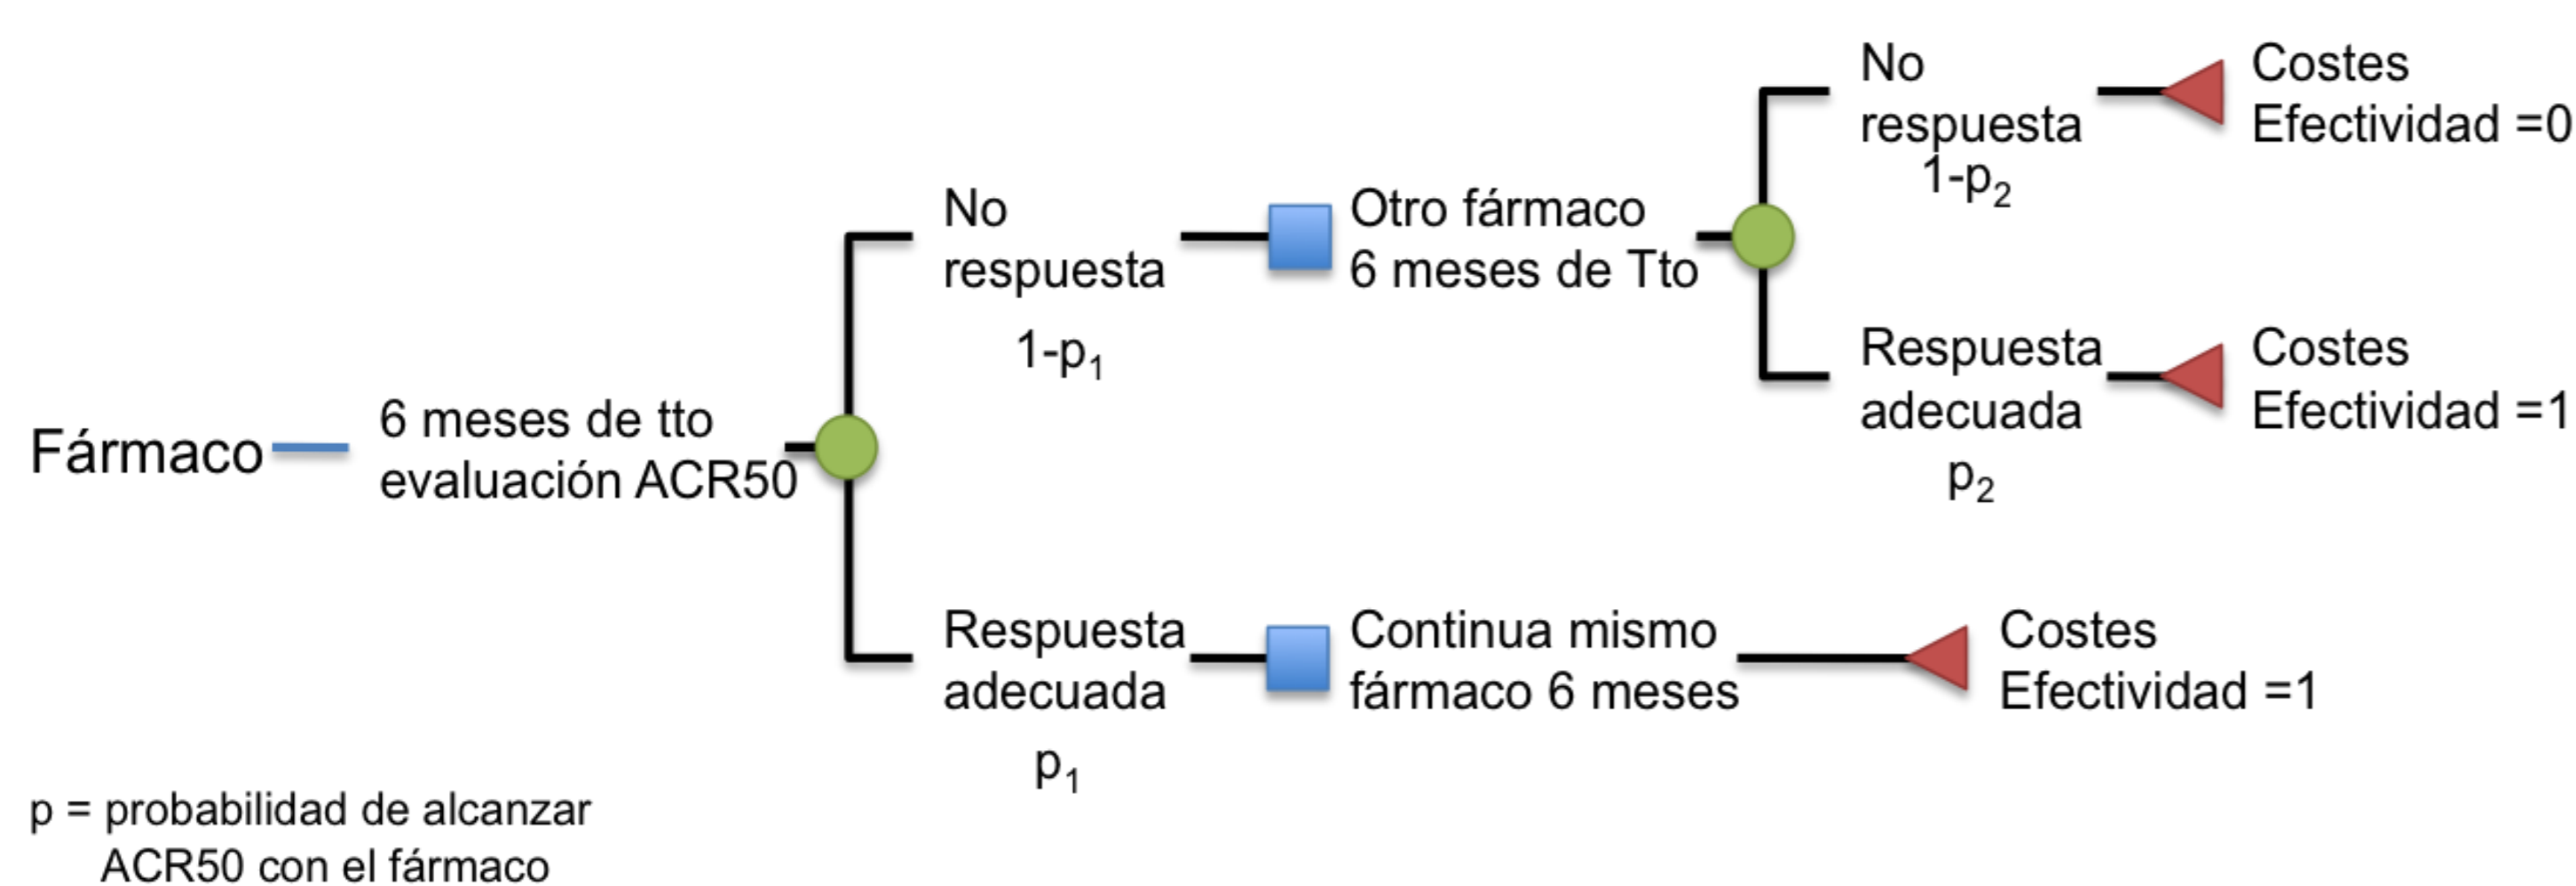 Fármaco
6 meses de tto
evaluación ACR50
No
respuesta
1-p1
Otro fármaco
6 meses de Tto
No
respuesta
1-p2
Costes
Efectividad =0
Respuesta
adecuada
p2
Costes
Efectividad =1
Respuesta
adecuada
p1
Continua mismo
fármaco 6 meses
Costes
Efectividad =1
p = probabilidad de alcanzar
ACR50 con el fármaco